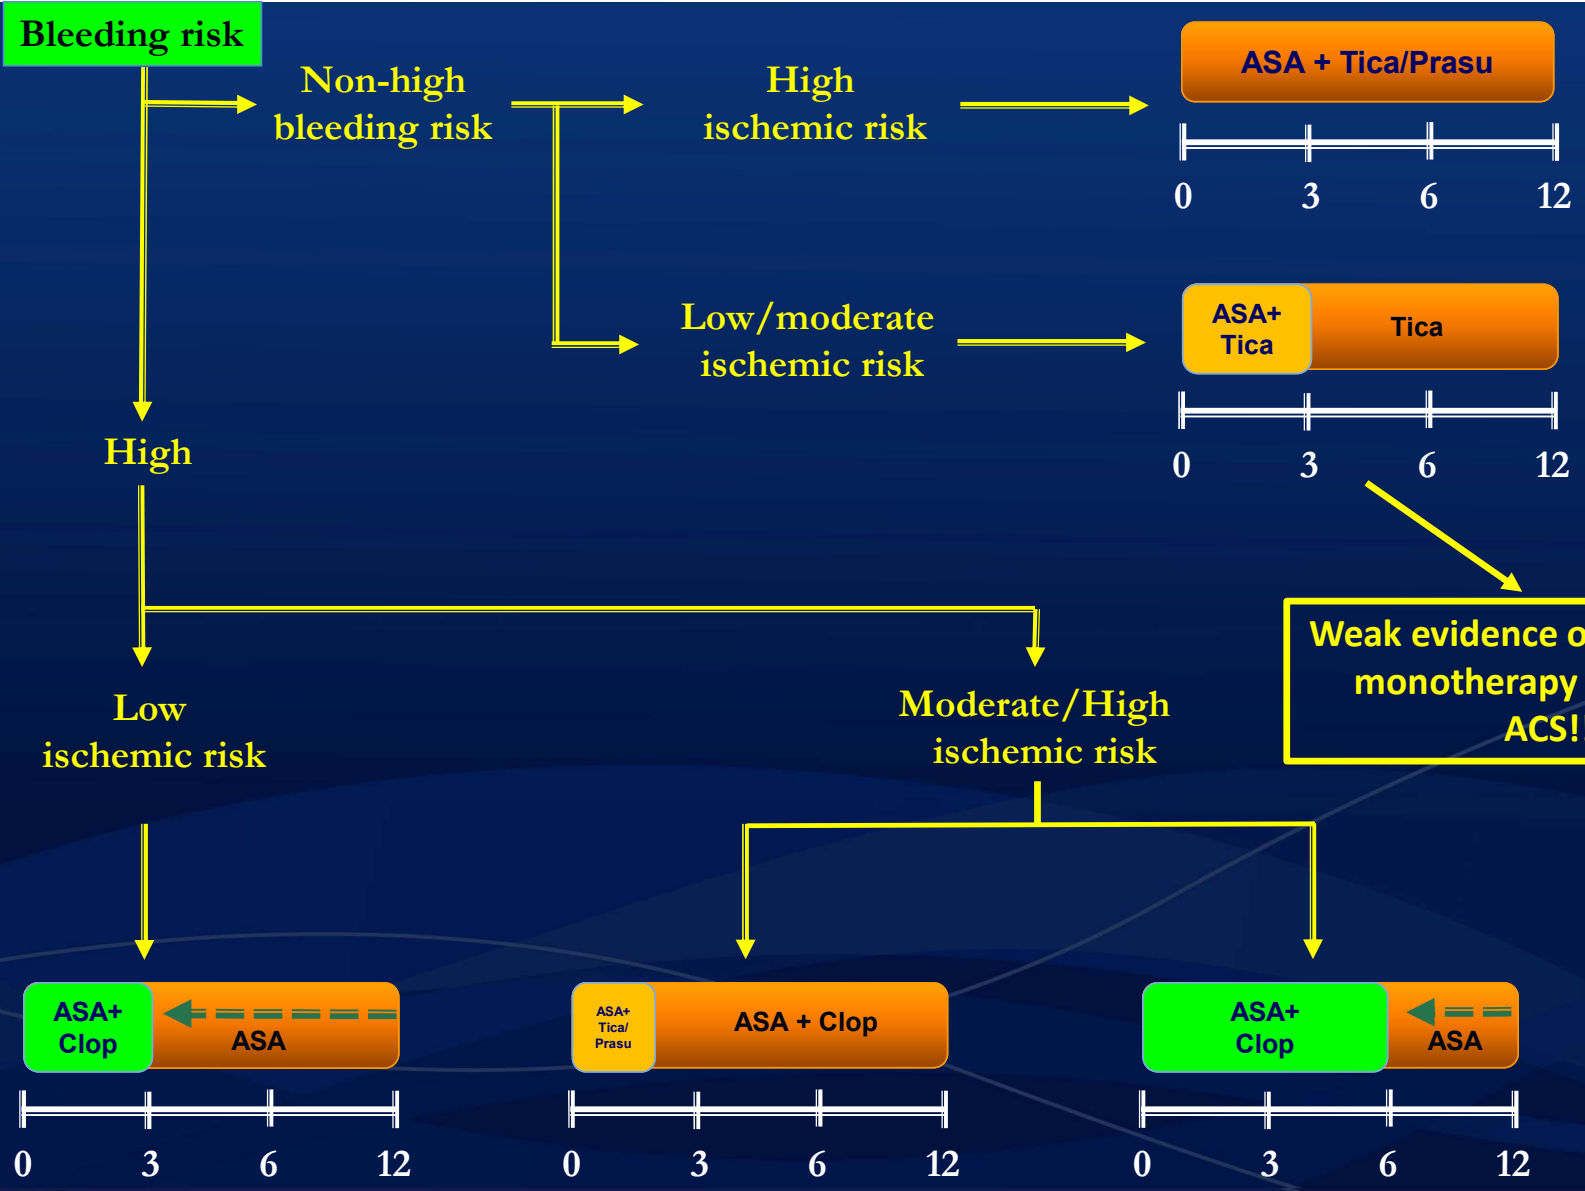 Bleeding risk
Non-high
bleeding risk
High
ischemic risk
ASA + Tica/Prasu
0 3 6 12
Low/moderate
ischemic risk
ASA+
Tica
Tica
0 3 6 12
High
Weak evidence
monotherapy
ACS!
Low
ischemic risk
Moderate/High
ischemic risk
ASA+
Clop
ASA
0 3 6 12
ASA+
Tica/
Prasu
ASA + Clop
0 3 6 12
ASA+
Clop
ASA
0 3 6 12